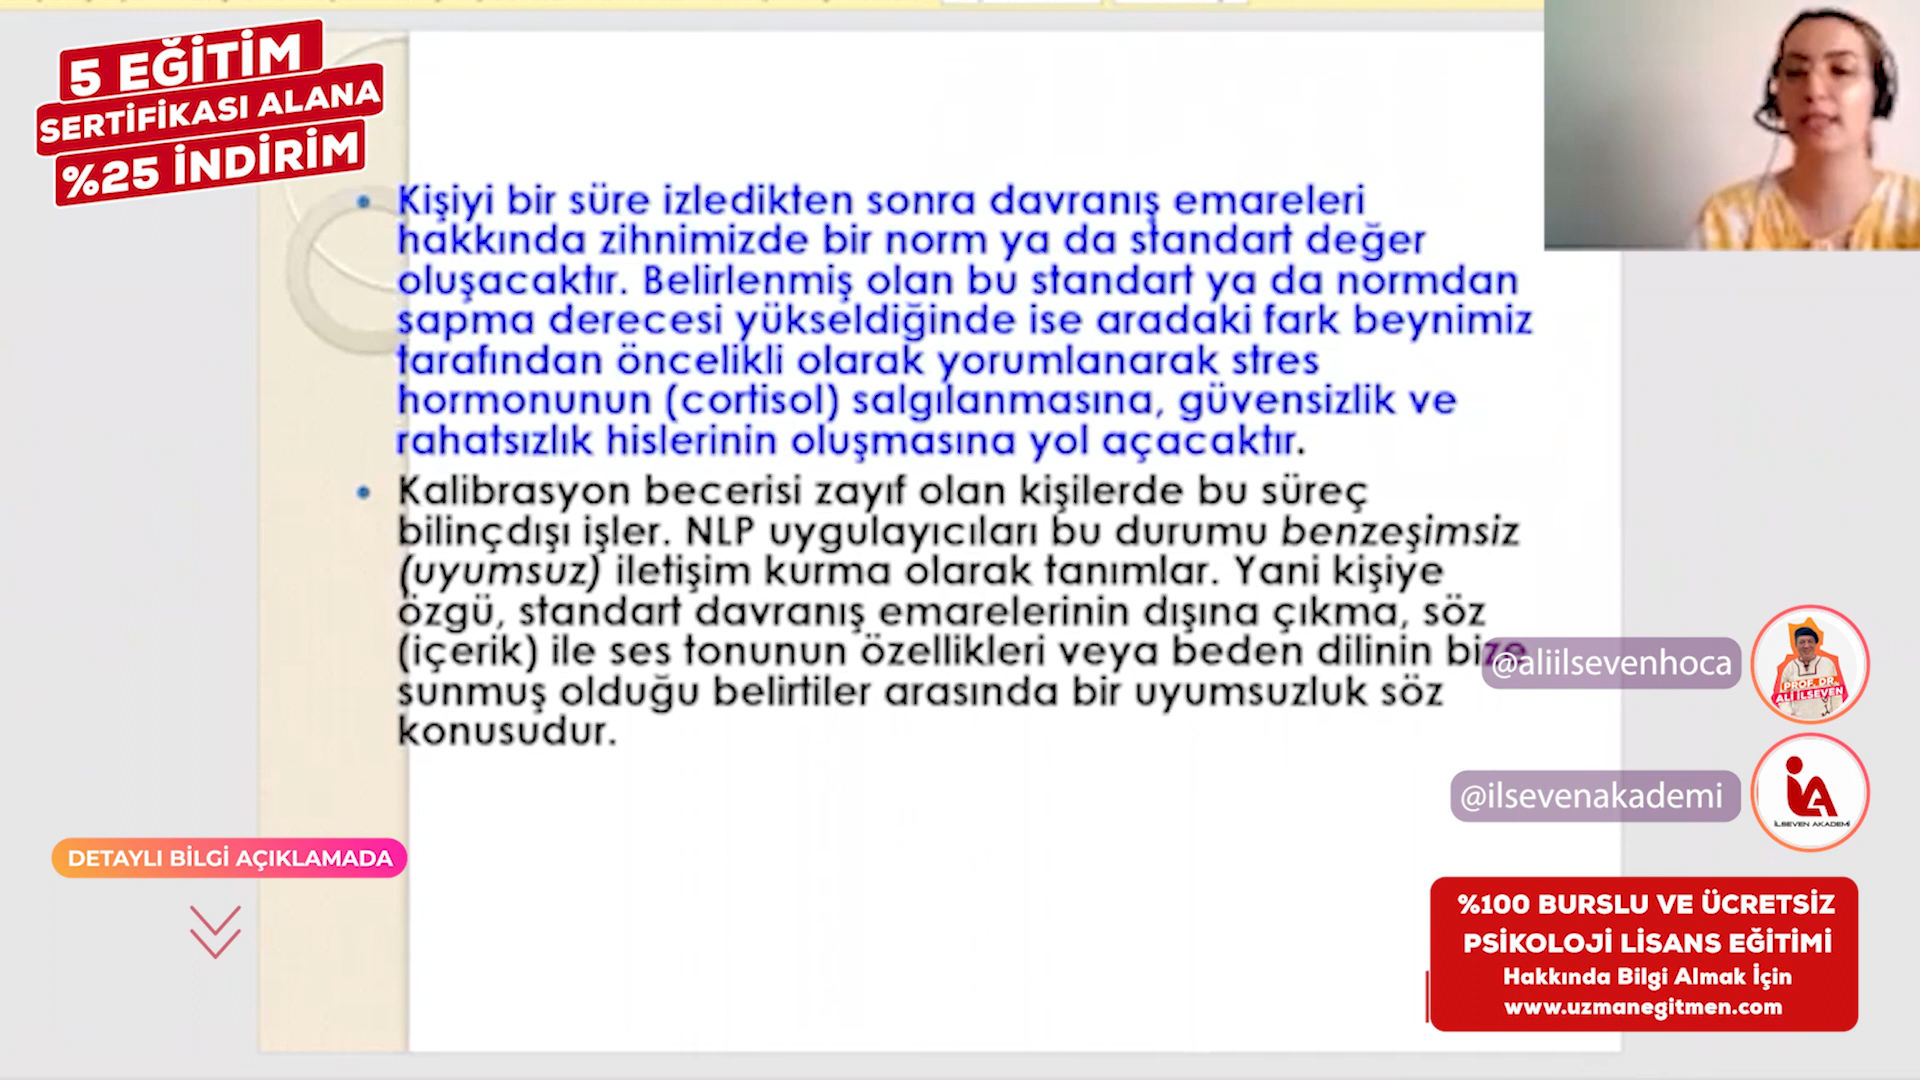 5 EĞİTİM
SERTİFİKASI ALANA
%25 İNDİRİM
Kişiyi bir süre izledikten sonra davranış emareleri
hakkında zihnimizde bir norm ya da standart değer
oluşacaktır. Belirlenmiş olan bu standart ya da normdan
sapma derecesi yükseldiğinde ise aradaki fark beynimiz
tarafından öncelikli olarak yorumlanarak stres
hormonunun (cortisol) salgılanmasına, güvensizlik ve
rahatsızlık hislerinin oluşmasına yol açacaktır.
Kalibrasyon becerisi zayıf olan kişilerde bu süreç
bilinçdışı işler. NLP uygulayıcıları bu durumu benzeşimsiz
(uyumsuz) iletişim kurma olarak tanımlar. Yani kişiye
özgü, standart davranış emarelerinin dışına çıkma, söz
(içerik) ile ses tonunun özellikleri veya beden dilinin bize
sunmuş olduğu belirtiler arasında bir uyumsuzluk söz
konusudur.
@aliilsevenhoca
PROF. DR.
ALİ İLSEVEN
@ilsevenakademi
İLSEVEN AKADEMİ
DETAYLI BİLGİ AÇIKLAMADA
%100 BURSLU VE ÜCRETSİZ
PSİKOLOJİ LİSANS EĞİTİMİ
Hakkında Bilgi Almak İçin
www.uzmanegitmen.com